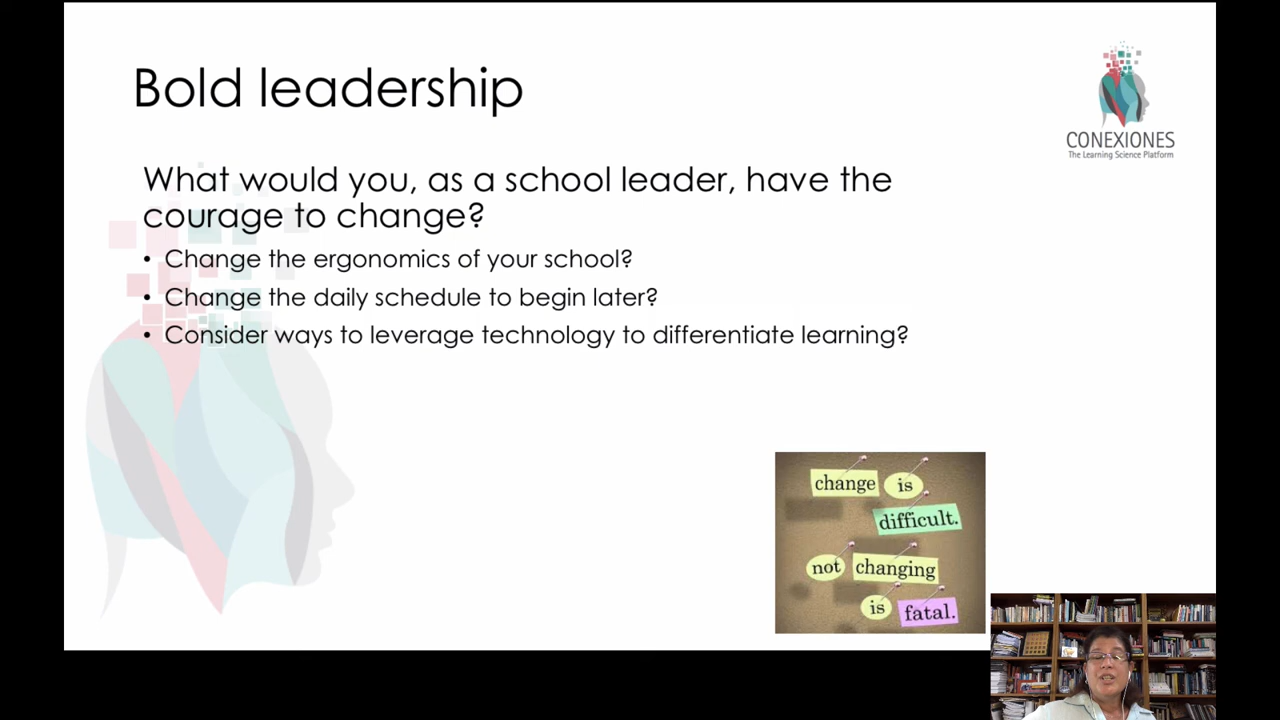 Bold leadership
CONEXIONES
The Learning Science Platform
What would you, as a school leader, have the
courage to change?
• Change the ergonomics of your school?
• Change the daily schedule to begin later?
• Consider ways to leverage technology to differentiate learning?
change is
difficult.
not changing
is fatal.